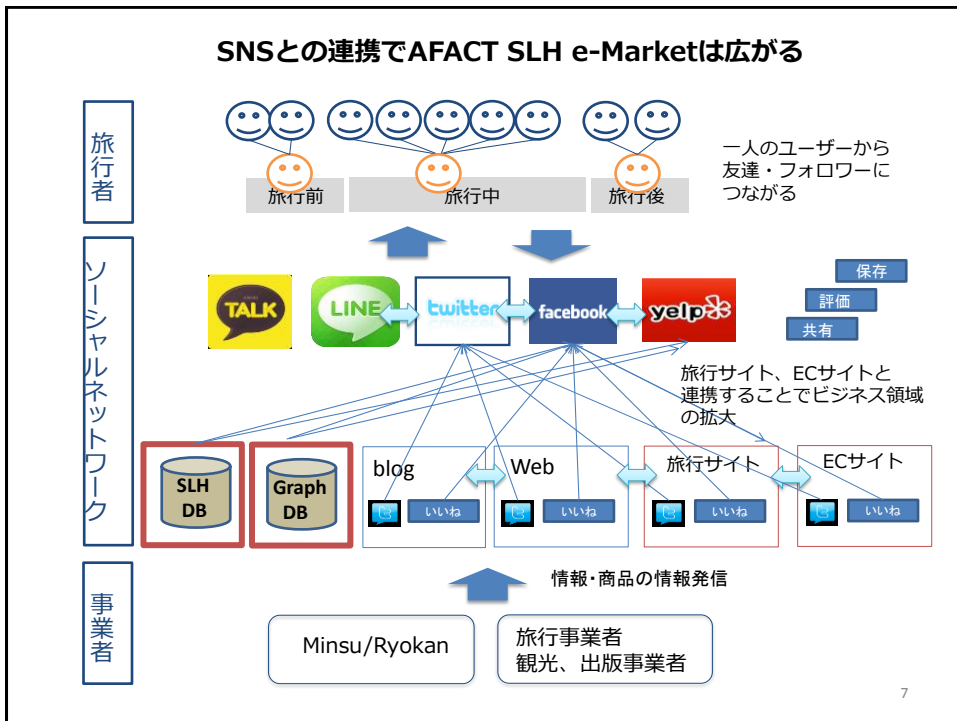 SNSとの連携でAFACT SLH e-Marketは広がる
旅行者
旅行前
旅行中
旅行後
一人のユーザーから
友達・フォロワーに
つながる
ソーシャルネットワーク
TALK
LINE
twitter
facebook
yelp
保存
評価
共有
旅行サイト、ECサイトと
連携することでビジネス領域
の拡大
SLH
DB
Graph
DB
blog
いいね
Web
いいね
旅行サイト
いいね
ECサイト
いいね
事業者
情報・商品の情報発信
Minsu/Ryokan
旅行事業者
観光、出版事業者
7